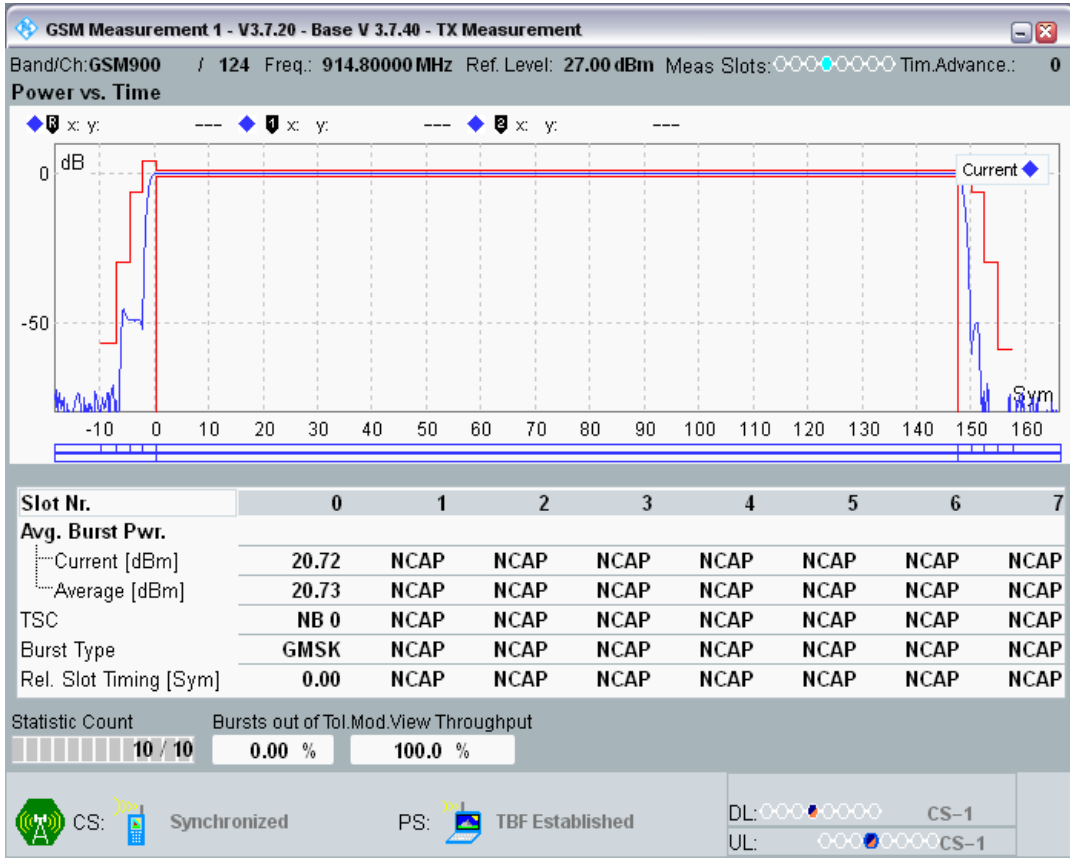 GSM Measurement 1 - V3.7.20 - Base V 3.7.40 - TX Measurement
Band/Ch:GSM900 / 124 Freq.: 914.80000 MHz Ref. Level: 27.00 dBm Meas Slots: Tim.Advance.: 0
Power vs. Time
R x: y: --- 1 x: y: --- 2 x: y: ---
dB
Current
0
-50
Sym
-10 0 10 20 30 40 50 60 70 80 90 100 110 120 130 140 150 160
Slot Nr. 0 1 2 3 4 5 6 7
Avg. Burst Pwr.
Current [dBm] 20.72 NCAP NCAP NCAP NCAP NCAP NCAP NCAP
Average [dBm] 20.73 NCAP NCAP NCAP NCAP NCAP NCAP NCAP
TSC NB 0 NCAP NCAP NCAP NCAP NCAP NCAP NCAP
Burst Type GMSK NCAP NCAP NCAP NCAP NCAP NCAP NCAP
Rel. Slot Timing [Sym] 0.00 NCAP NCAP NCAP NCAP NCAP NCAP NCAP
Statistic Count Bursts out of Tol.Mod.View Throughput
10 / 10 0.00 % 100.0 %
CS: Synchronized PS: TBF Established DL: CS-1
UL: CS-1